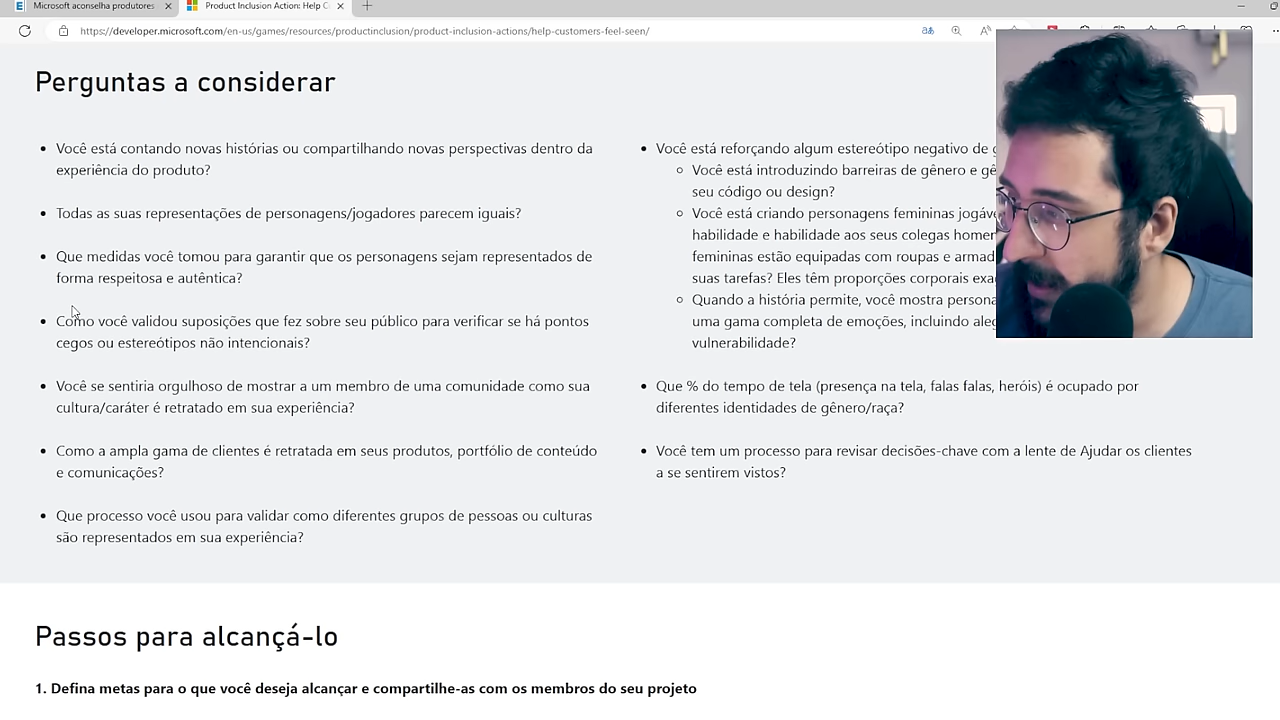 Microsoft aconselha produtores
Product Inclusion Action: Help C
https://developer.microsoft.com/en-us/games/resources/productinclusion/product-inclusion-actions/help-customers-feel-seen/
Perguntas a considerar
Você está contando novas histórias ou compartilhando novas perspectivas dentro da
experiência do produto?
Todas as suas representações de personagens/jogadores parecem iguais?
Que medidas você tomou para garantir que os personagens sejam representados de
forma respeitosa e autêntica?
Como você validou suposições que fez sobre seu público para verificar se há pontos
cegos ou estereótipos não intencionais?
Você se sentiria orgulhoso de mostrar a um membro de uma comunidade como sua
cultura/caráter é retratado em sua experiência?
Como a ampla gama de clientes é retratada em seus produtos, portfólio de conteúdo
e comunicações?
Que processo você usou para validar como diferentes grupos de pessoas ou culturas
são representados em sua experiência?
Você está reforçando algum estereótipo negativo de
Você está introduzindo barreiras de gênero e
seu código ou design?
Você está criando personagens femininas
habilidade e habilidade aos seus colegas
femininas estão equipadas com roupas e
suas tarefas? Eles têm proporções corporais
Quando a história permite, você mostra
uma gama completa de emoções, incluindo
vulnerabilidade?
Que % do tempo de tela (presença na tela, falas falas, heróis) é ocupado por
diferentes identidades de gênero/raça?
Você tem um processo para revisar decisões-chave com a lente de Ajudar os clientes
a se sentirem vistos?
Passos para alcançá-lo
1. Defina metas para o que você deseja alcançar e compartilhe-as com os membros do seu projeto